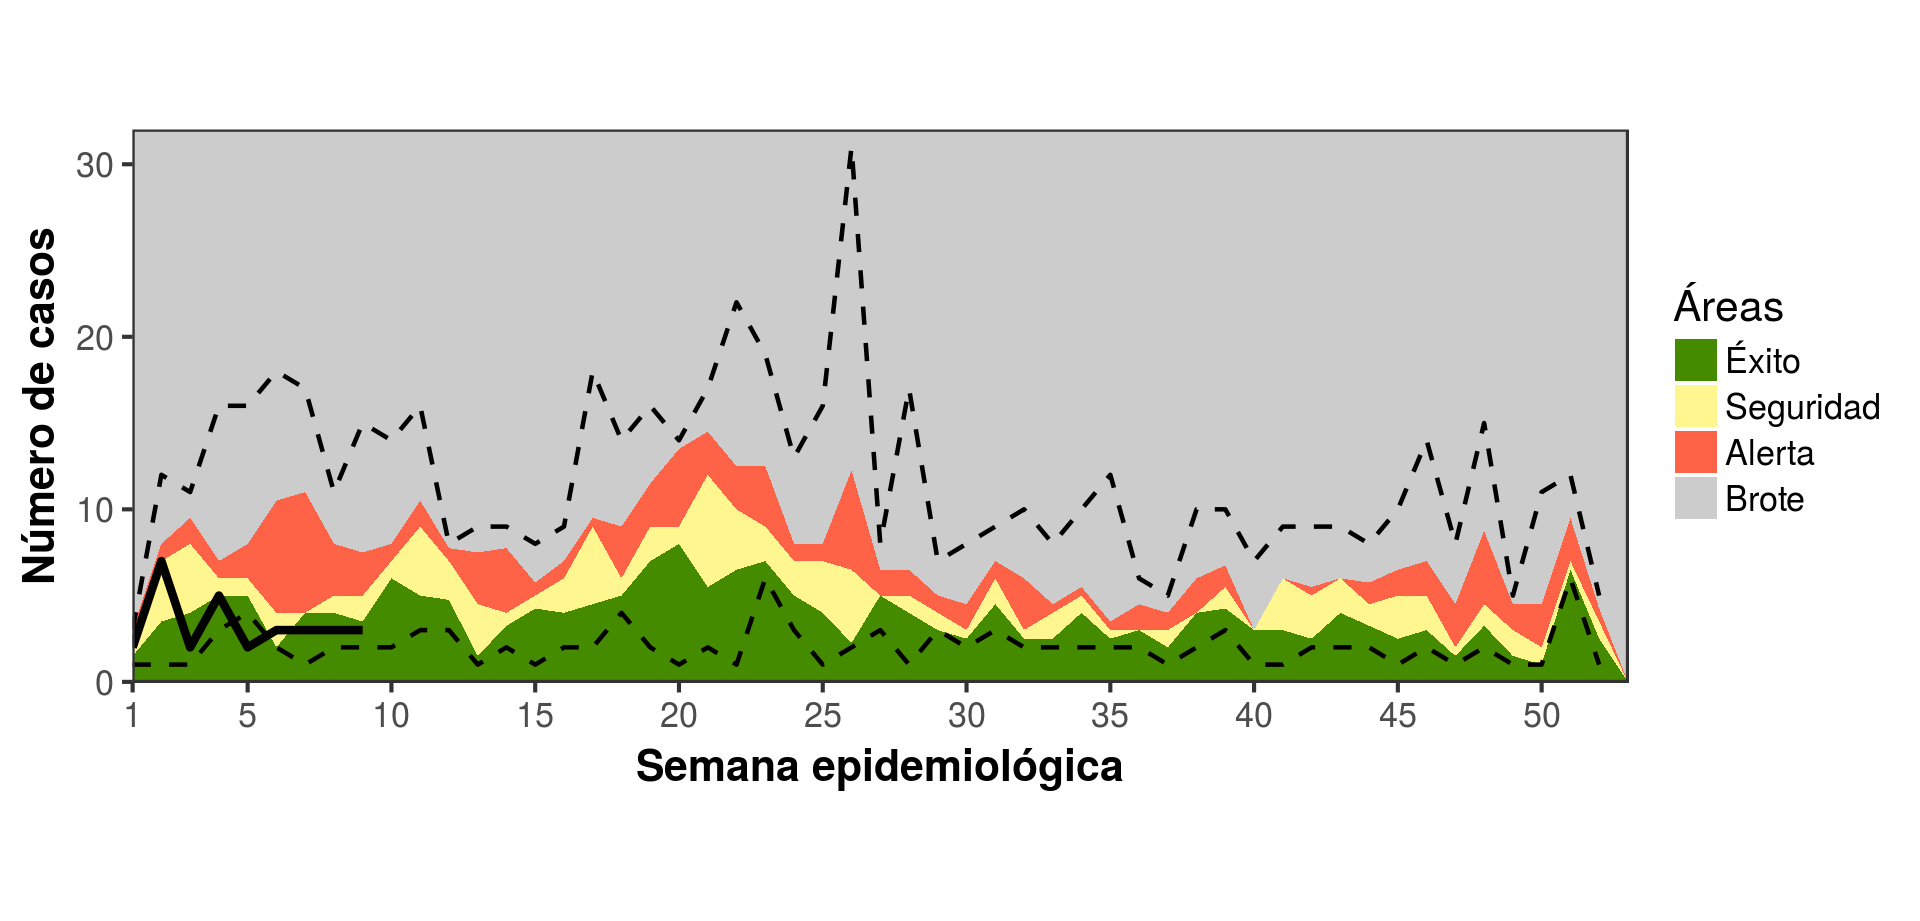 Número de casos
30
20
10
0
1 5 10 15 20 25 30 35 40 45 50
Semana epidemiológica
Áreas
Éxito
Seguridad
Alerta
Brote